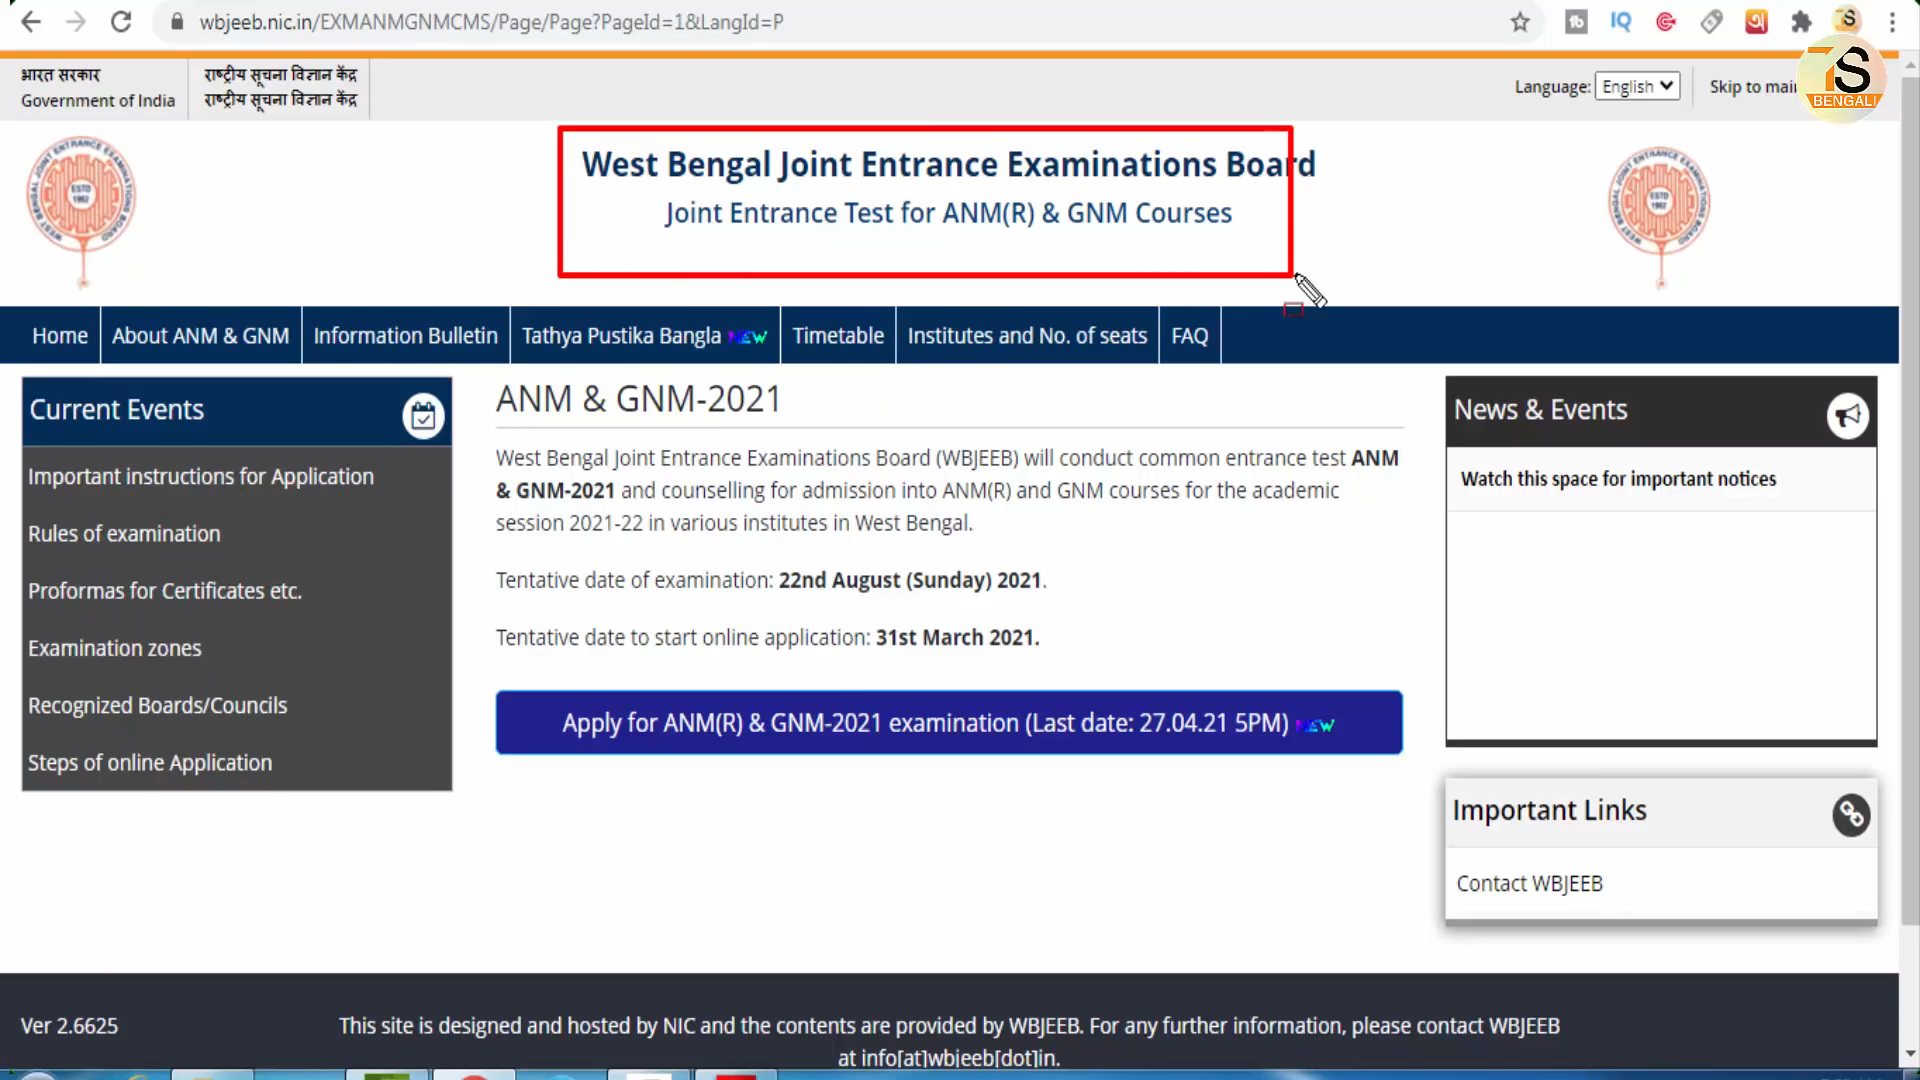 wbjeeb.nic.in/EXMANMGNMCMS/Page/Page?PageId=1&LangId=P
भारत सरकार
Government of India
राष्ट्रीय सूचना विज्ञान केंद्र
राष्ट्रीय सूचना विज्ञान केंद्र
Language: English
Skip to mai
S
BENGALI
West Bengal Joint Entrance Examinations Board
Joint Entrance Test for ANM(R) & GNM Courses
Home
About ANM & GNM
Information Bulletin
Tathya Pustika Bangla NEW
Timetable
Institutes and No. of seats
FAQ
Current Events
Important instructions for Application
Rules of examination
Proformas for Certificates etc.
Examination zones
Recognized Boards/Councils
Steps of online Application
ANM & GNM-2021
West Bengal Joint Entrance Examinations Board (WBJEEB) will conduct common entrance test ANM
& GNM-2021 and counselling for admission into ANM(R) and GNM courses for the academic
session 2021-22 in various institutes in West Bengal.
Tentative date of examination: 22nd August (Sunday) 2021.
Tentative date to start online application: 31st March 2021.
Apply for ANM(R) & GNM-2021 examination (Last date: 27.04.21 5PM) NEW
News & Events
Watch this space for important notices
Important Links
Contact WBJEEB
Ver 2.6625
This site is designed and hosted by NIC and the contents are provided by WBJEEB. For any further information, please contact WBJEEB
at info[at]wbjeeb[dot]in.